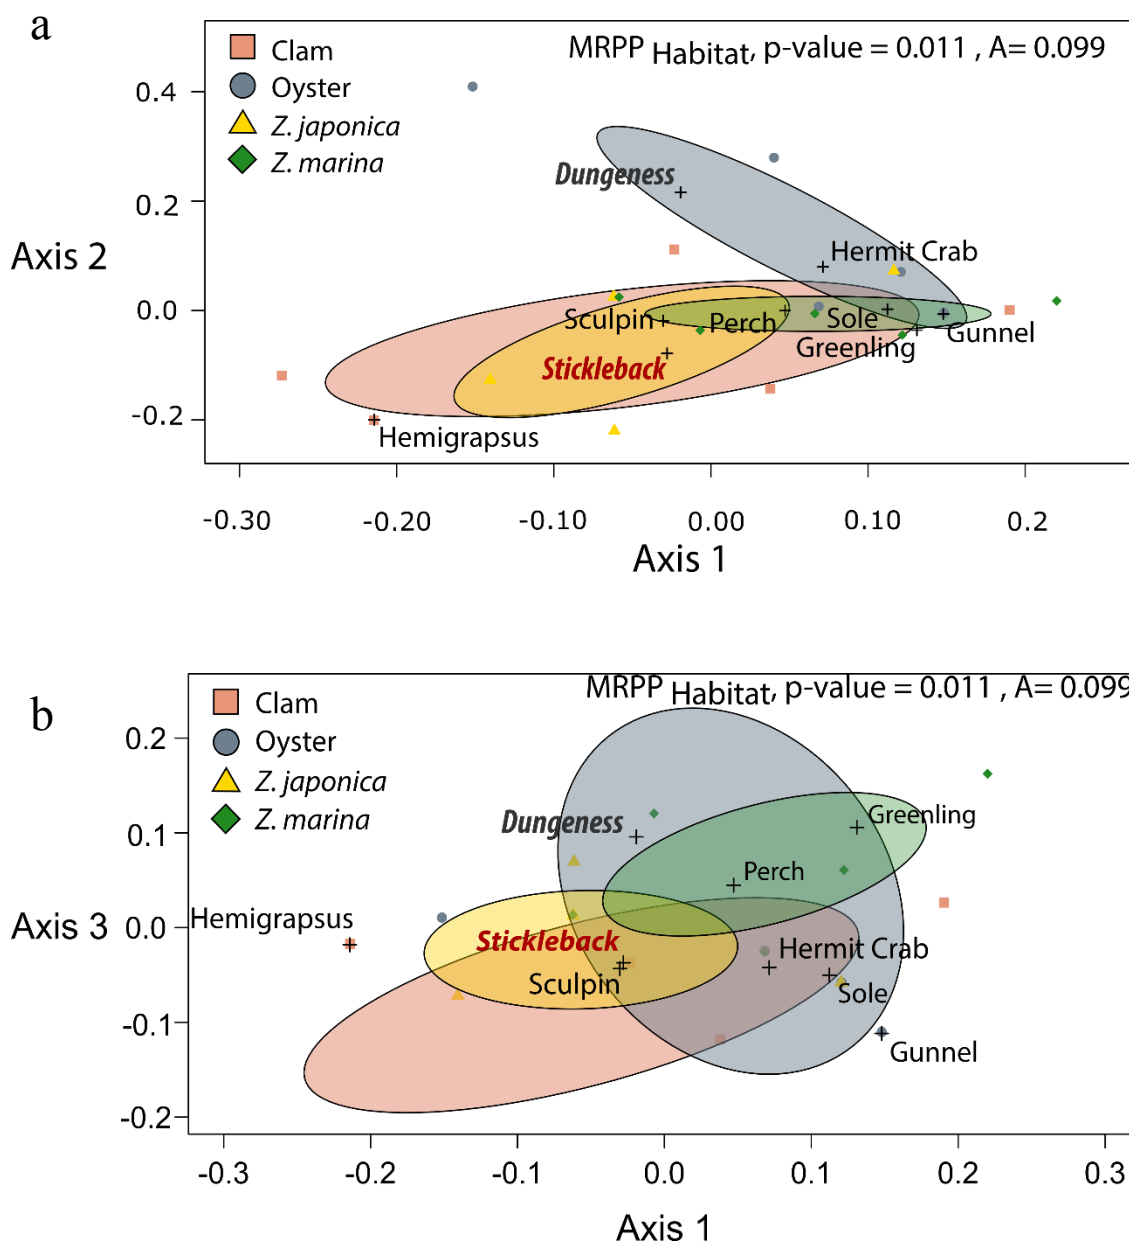 a
Clam
Oyster
Z. japonica
Z. marina
MRPP Habitat, p-value = 0.011 , A= 0.099
Axis 2
0.4
0.2
0.0
-0.2
Dungeness
Hermit Crab
Sculpin
Perch
Sole
Greenling
Gunnel
Stickleback
Hemigrapsus
-0.30
-0.20
-0.10
0.00
0.10
0.2
Axis 1
b
Clam
Oyster
Z. japonica
Z. marina
MRPP Habitat, p-value = 0.011 , A= 0.099
Axis 3
0.2
0.1
0.0
-0.1
-0.2
Dungeness
Greenling
Perch
Hemigrapsus
Stickleback
Hermit Crab
Sculpin
Sole
Gunnel
-0.3
-0.2
-0.1
0.0
0.1
0.2
0.3
Axis 1